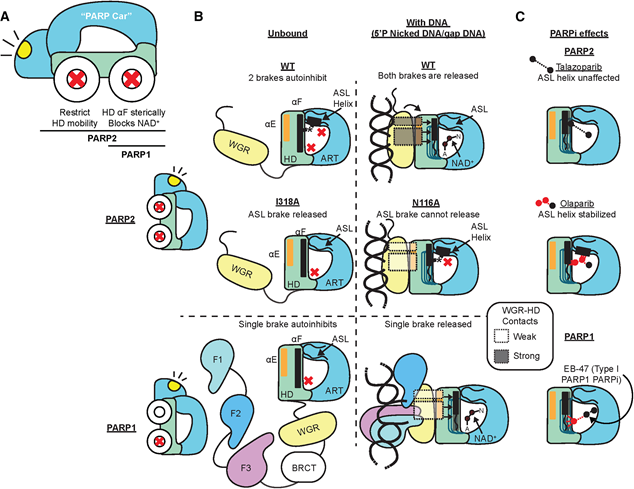 A
"PARP Car"
Restrict
HD mobility
HD αF sterically
Blocks NAD+
PARP2
PARP1
PARP2
PARP1
B
Unbound
WT
2 brakes autoinhibit
αF
ASL
Helix
αE
WGR
HD
ART
I318A
ASL brake released
αF
ASL
αE
WGR
HD
ART
Single brake autoinhibits
F1
F2
F3
αF
ASL
αE
HD
ART
WGR
BRCT
With DNA
(5'P Nicked DNA/gap DNA)
WT
Both brakes are released
ASL
N
A
NAD+
N116A
ASL brake cannot release
ASL
Helix
Single brake released
WGR-HD
Contacts
Weak
Strong
N
A
NAD+
C
PARPi effects
PARP2
Talazoparib
ASL helix unaffected
Olaparib
ASL helix stabilized
PARP1
EB-47 (Type I
PARP1 PARPi)